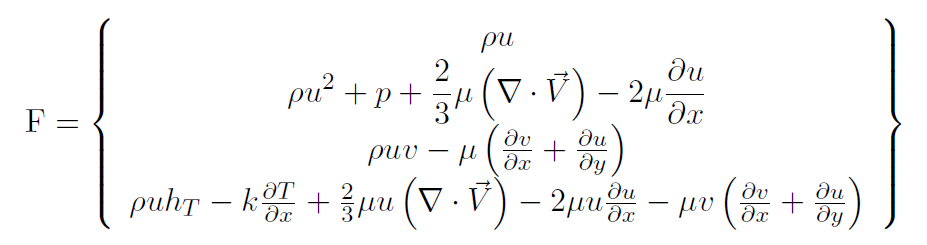 ρu
F = { ρu² + p + 2/3 μ (∇ · V⃗) − 2μ ∂u/∂x }
ρuv − μ (∂v/∂x + ∂u/∂y)
ρuh_T − k ∂T/∂x + 2/3 μu (∇ · V⃗) − 2μu ∂u/∂x − μv (∂v/∂x + ∂u/∂y)